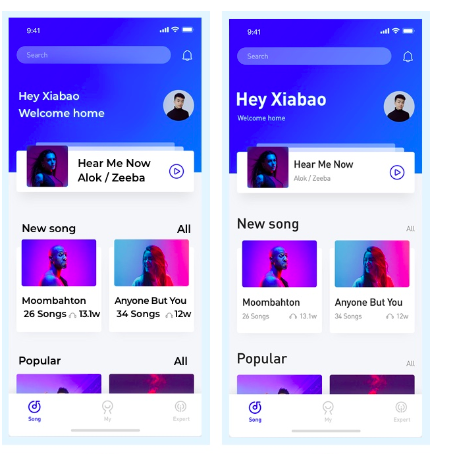 9:41
Search
Hey Xiabao
Welcome home
Hear Me Now
Alok / Zeeba
New song All
Moombahton
26 Songs 13.1w
Anyone But You
34 Songs 12w
Popular All
Song My Expert
9:41
Search
Hey Xiabao
Welcome home
Hear Me Now
Alok / Zeeba
New song All
Moombahton
26 Songs 13.1w
Anyone But You
34 Songs 12w
Popular All
Song My Expert